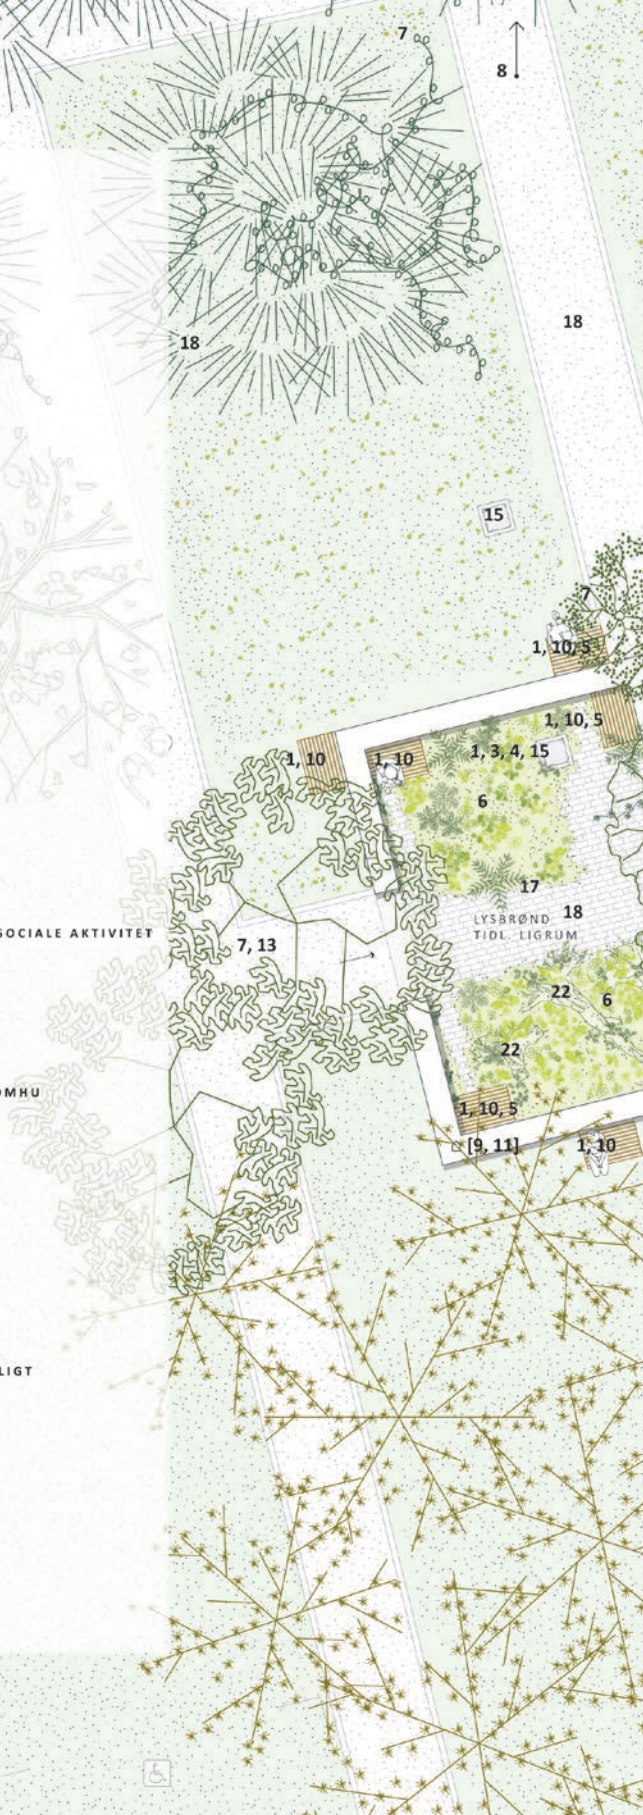 7
8
18
18
15
7
1, 10, 5
1, 10, 5
1, 10
1, 10
1, 3, 4, 15
6
17
LYSBRØND
TIDL. LIGRUM
18
SOCIALE AKTIVITET
7, 13
22
6
22
OMHU
1, 10, 5
[9, 11]
1, 10
LIGT